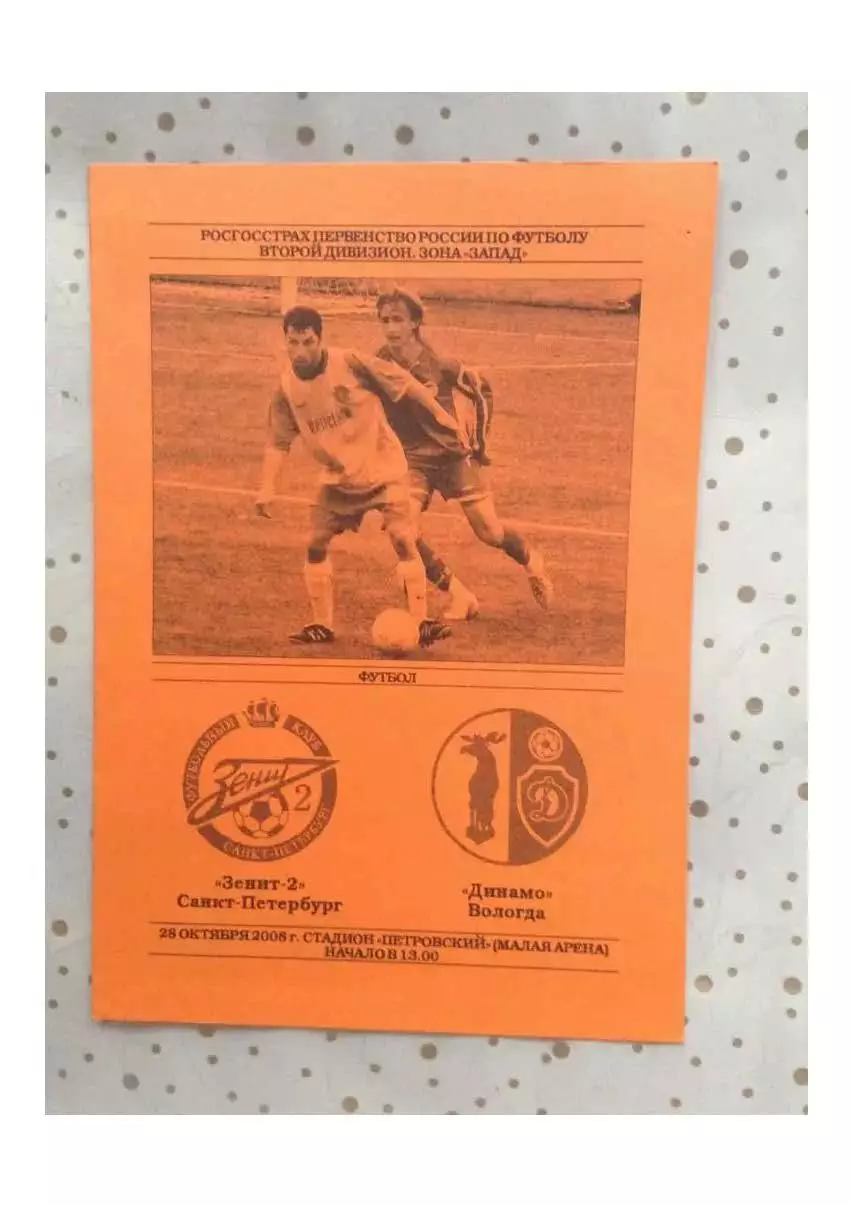 РОСГОССТРАХ ПЕРВЕНСТВО РОССИИ ПО ФУТБОЛУ
ВТОРОЙ ДИВИЗИОН. ЗОНА «ЗАПАД»
ФУТБОЛ
ФУТБОЛЬНЫЙ КЛУБ
Зенит
2
САНКТ-ПЕТЕРБУРГ
Д
«Зенит-2»
Санкт-Петербург
«Динамо»
Вологда
28 ОКТЯБРЯ 2008 г. СТАДИОН «ПЕТРОВСКИЙ» (МАЛАЯ АРЕНА)
НАЧАЛО В 13.00